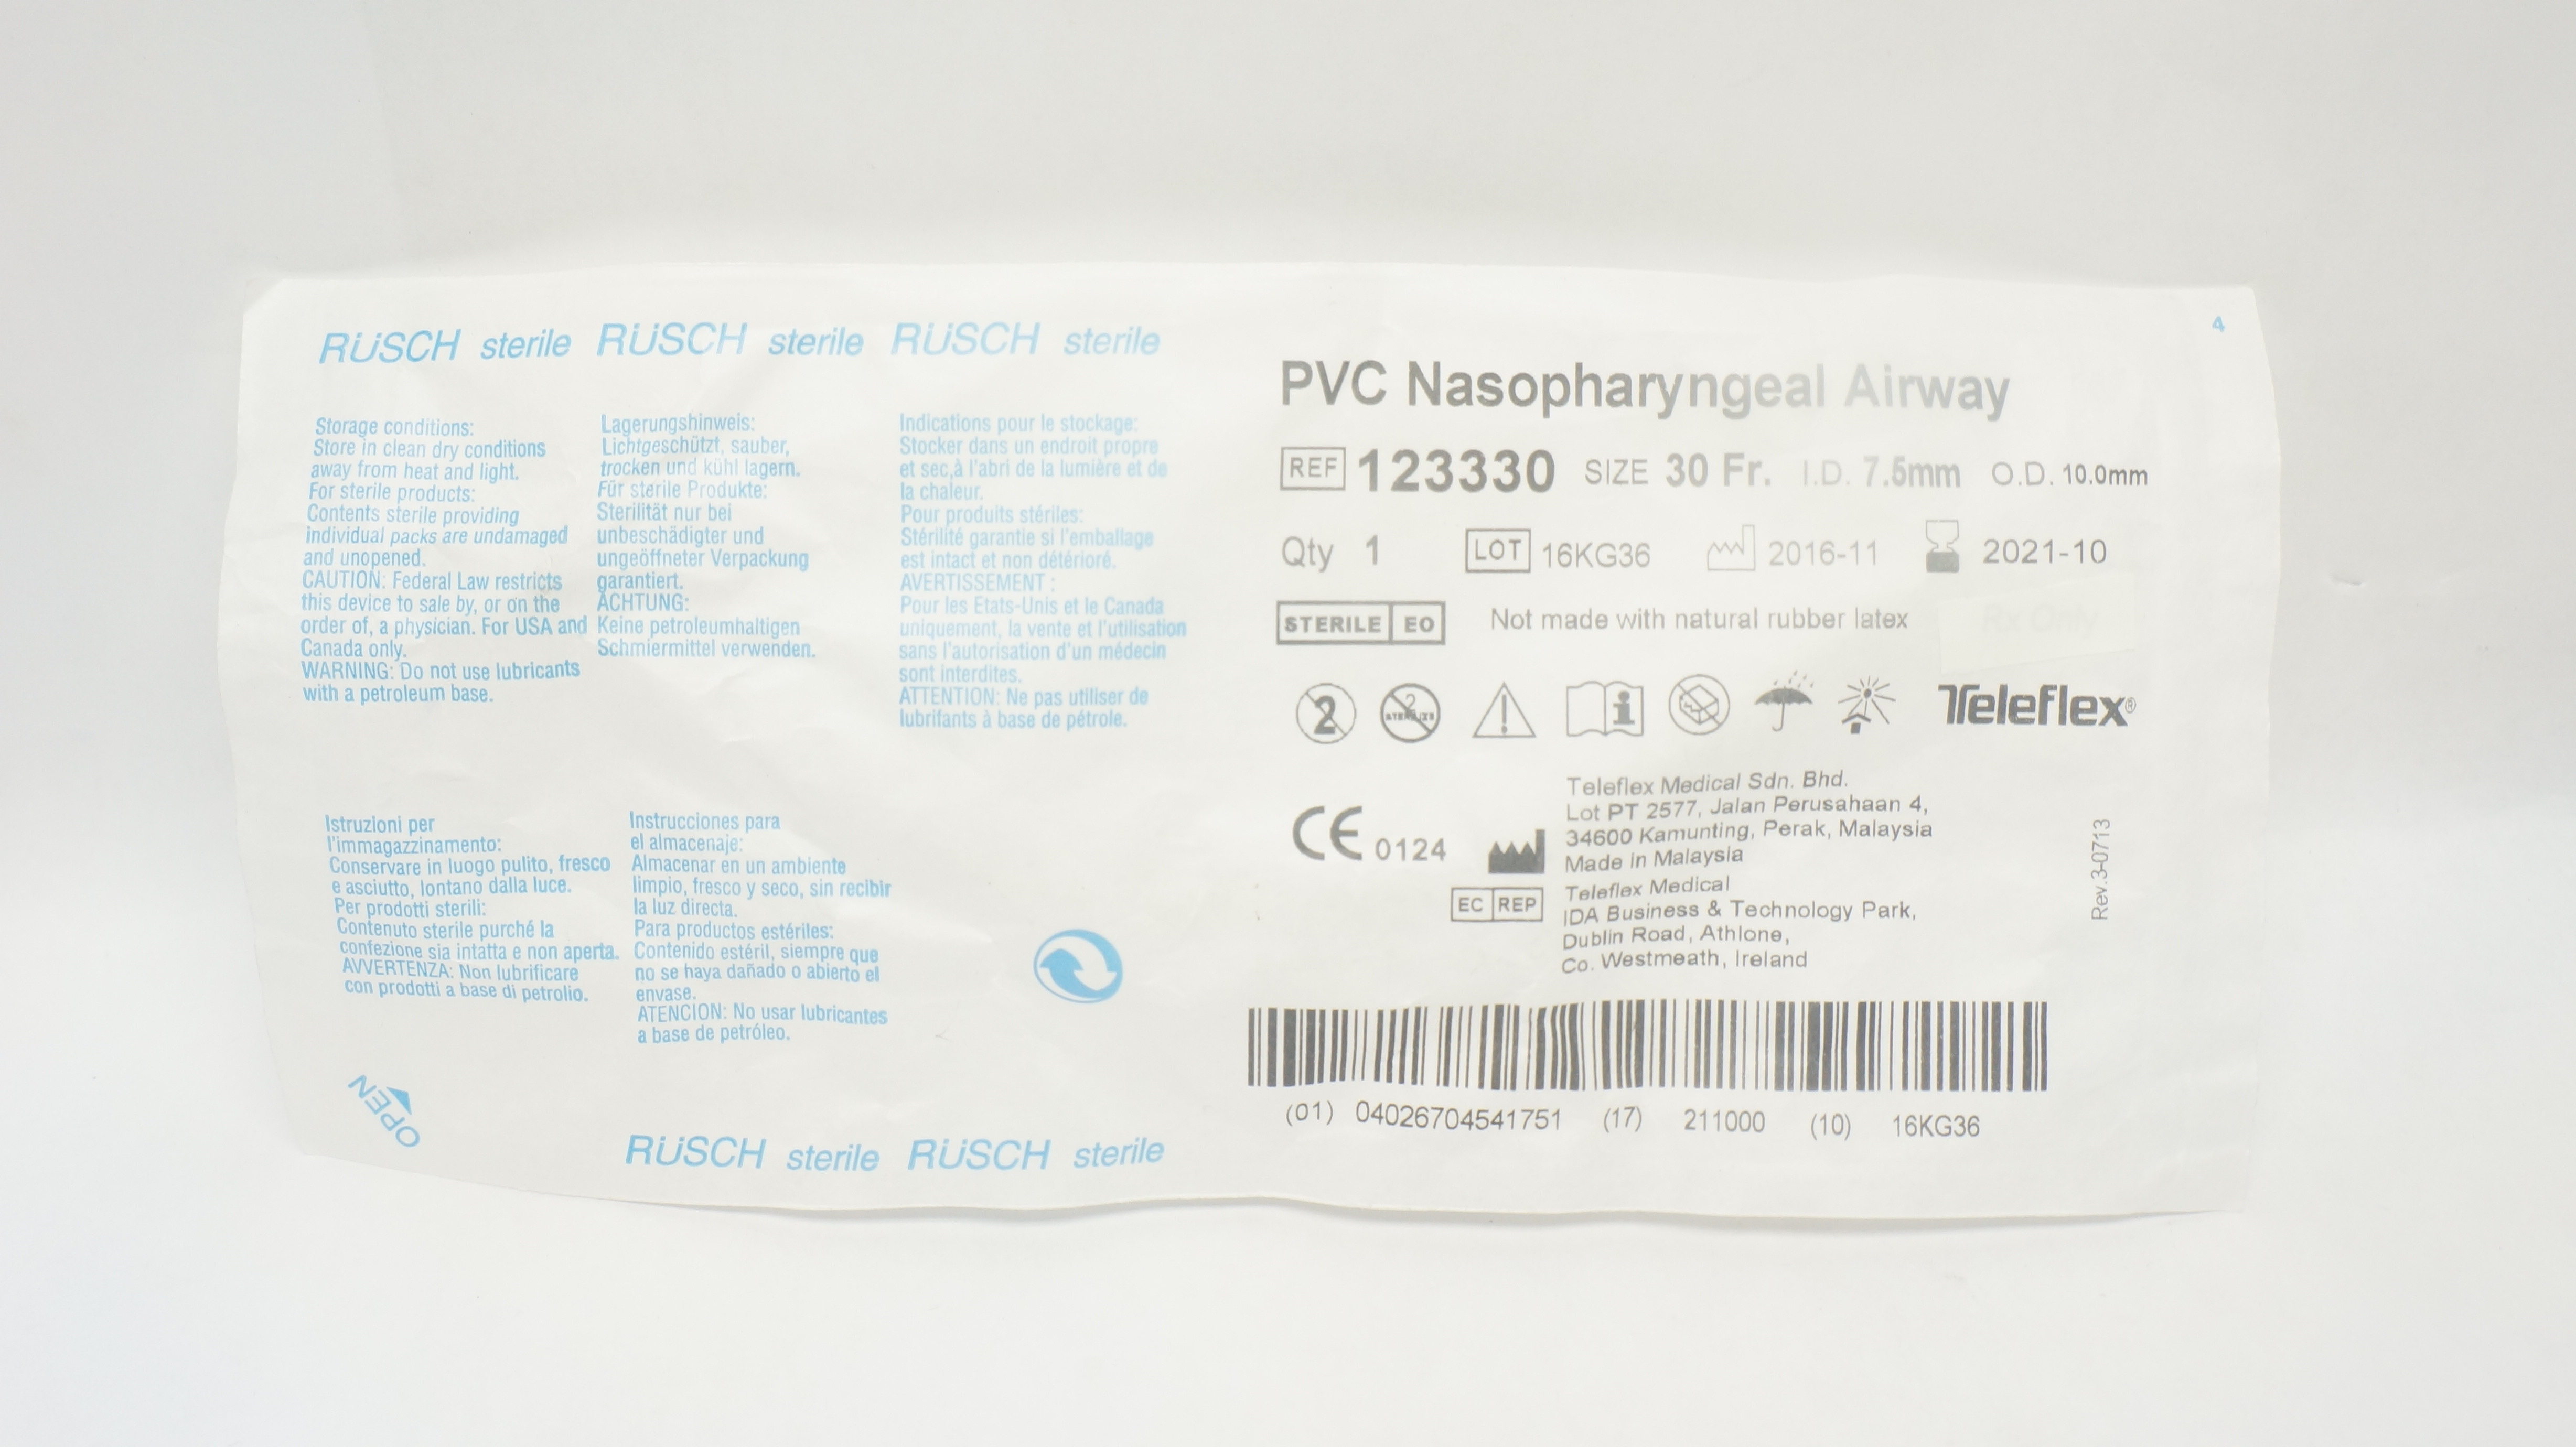 RÜSCH sterile RÜSCH sterile RÜSCH sterile
Storage conditions:
Store in clean dry conditions
away from heat and light.
For sterile products:
Contents sterile providing
individual packs are undamaged
and unopened.
CAUTION: Federal Law restricts
this device to sale by, or on the
order of, a physician. For USA and
Canada only.
WARNING: Do not use lubricants
with a petroleum base.
Lagerungshinweis:
Lichtgeschützt, sauber,
trocken und kühl lagern.
Für sterile Produkte:
Sterilität nur bei
unbeschädigter und
ungeöffneter Verpackung
garantiert.
ACHTUNG:
Keine petroleumhaltigen
Schmiermittel verwenden.
Indications pour le stockage:
Stocker dans un endroit propre
et sec,à l'abri de la lumière et de
la chaleur.
Pour produits stériles:
Stérilité garantie si l'emballage
est intact et non détérioré.
AVERTISSEMENT :
Pour les Etats-Unis et le Canada
uniquement, la vente et l'utilisation
sans l'autorisation d'un médecin
sont interdites.
ATTENTION: Ne pas utiliser de
lubrifants à base de pétrole.
Istruzioni per
l'immagazzinamento:
Conservare in luogo pulito, fresco
e asciutto, lontano dalla luce.
Per prodotti sterili:
Contenuto sterile purché la
confezione sia intatta e non aperta.
AVVERTENZA: Non lubrificare
con prodotti a base di petrolio.
Instrucciones para
el almacenaje:
Almacenar en un ambiente
limpio, fresco y seco, sin recibir
la luz directa.
Para productos estériles:
Contenido estéril, siempre que
no se haya dañado o abierto el
envase.
ATENCION: No usar lubricantes
a base de petróleo.
OPEN
RÜSCH sterile RÜSCH sterile
4
PVC Nasopharyngeal Airway
REF 123330 SIZE 30 Fr. I.D. 7.5mm O.D. 10.0mm
Qty 1 LOT 16KG36 2016-11 2021-10
STERILE EO Not made with natural rubber latex Rx Only
2 2 STERILIZE Teleflex®
CE 0124
Teleflex Medical Sdn. Bhd.
Lot PT 2577, Jalan Perusahaan 4,
34600 Kamunting, Perak, Malaysia
Made in Malaysia
EC REP
Teleflex Medical
IDA Business & Technology Park,
Dublin Road, Athlone,
Co. Westmeath, Ireland
Rev.3-0713
(01) 04026704541751 (17) 211000 (10) 16KG36